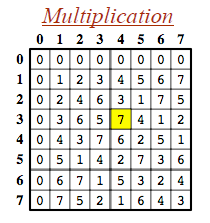 Multiplication
0 1 2 3 4 5 6 7
0 0 0 0 0 0 0 0 0
1 0 1 2 3 4 5 6 7
2 0 2 4 6 3 1 7 5
3 0 3 6 5 7 4 1 2
4 0 4 3 7 6 2 5 1
5 0 5 1 4 2 7 3 6
6 0 6 7 1 5 3 2 4
7 0 7 5 2 1 6 4 3